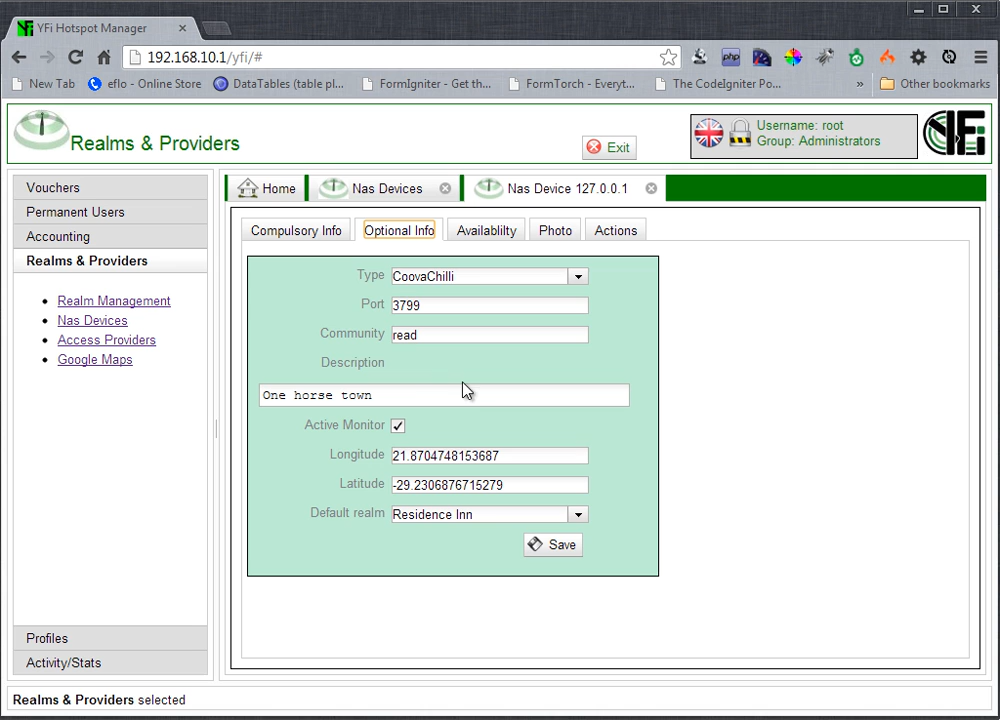 YFi Hotspot Manager
192.168.10.1/yfi/#
php
New Tab
eflo - Online Store
DataTables (table pl...
FormIgniter - Get th...
FormTorch - Everyt...
The CodeIgniter Po...
»
Other bookmarks
Realms & Providers
Exit
Username: root
Group: Administrators
YFi
Vouchers
Permanent Users
Accounting
Realms & Providers
Realm Management
Nas Devices
Access Providers
Google Maps
Profiles
Activity/Stats
Home
Nas Devices
Nas Device 127.0.0.1
Compulsory Info
Optional Info
Availablilty
Photo
Actions
Type CoovaChilli
Port 3799
Community read
Description
One horse town
Active Monitor
Longitude 21.8704748153687
Latitude -29.2306876715279
Default realm Residence Inn
Save
Realms & Providers selected